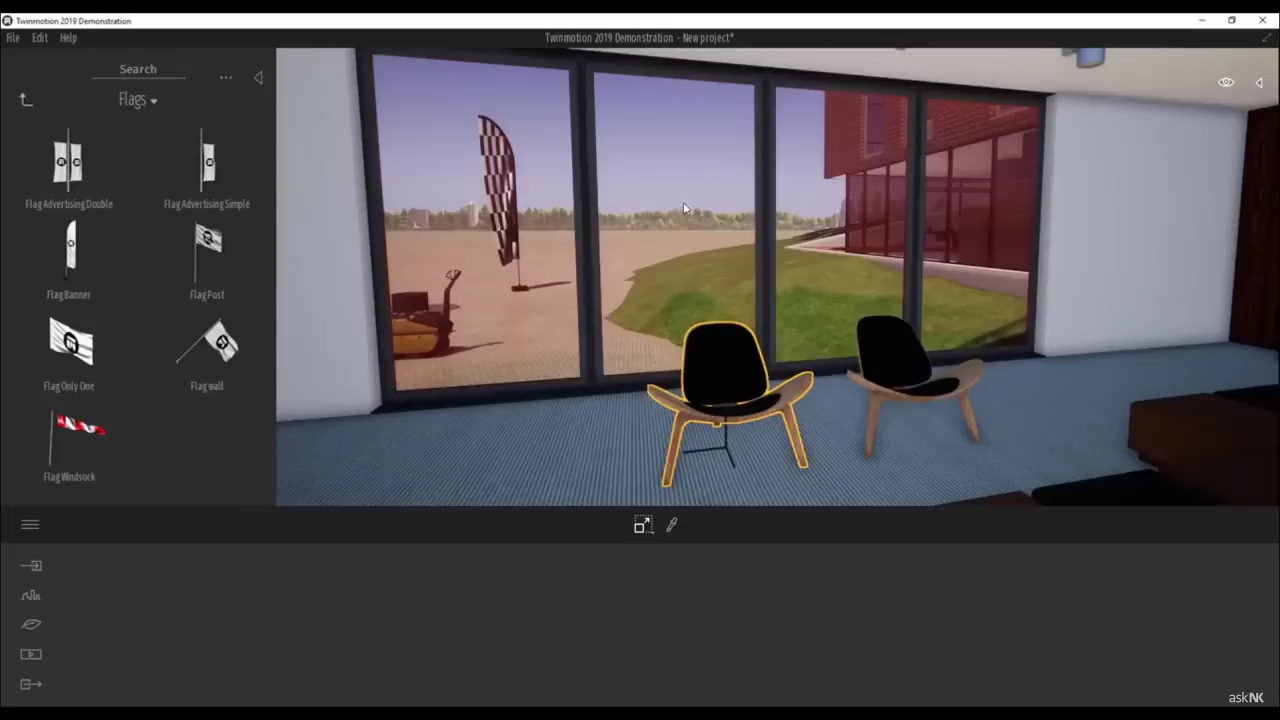 Twinmotion 2019 Demonstration
File Edit Help
Twinmotion 2019 Demonstration - New project*
Search
...
Flags
Flag Advertising Double
Flag Advertising Simple
Flag Banner
Flag Post
Flag Only One
Flag wall
Flag Windsock
askNK